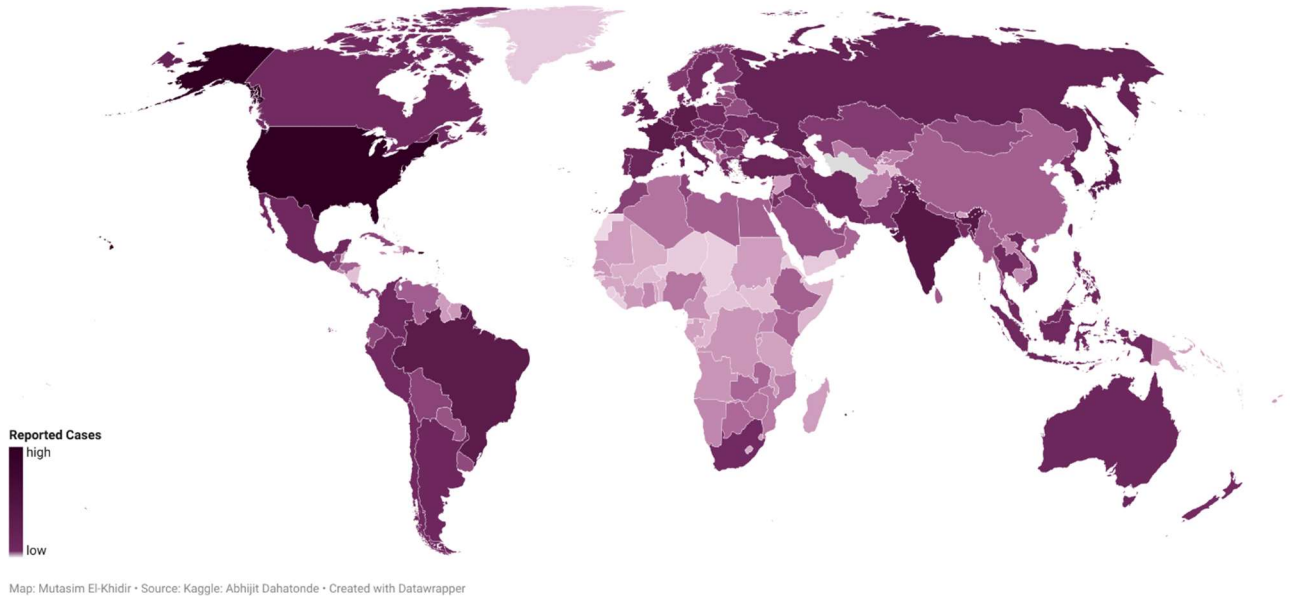 Reported Cases
high
low
Map: Mutasim El-Khidir • Source: Kaggle: Abhijit Dahatonde • Created with Datawrapper